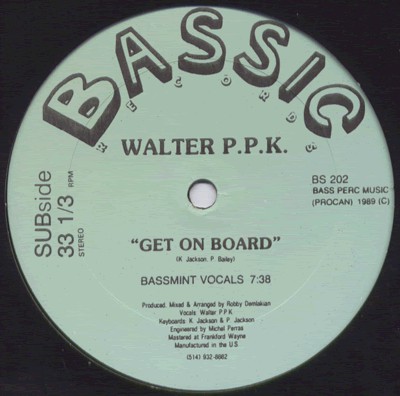 BASSIC
RECORDS
WALTER P.P.K.
SUBside
33 1/3 RPM
STEREO
BS 202
BASS PERC MUSIC
(PROCAN) 1989 (C)
"GET ON BOARD"
(K. Jackson, P. Bailey)
BASSMINT VOCALS 7:38
Produced, Mixed & Arranged by Robby Demtakian
Vocals: Walter P.P.K.
Keyboards: K. Jackson & P. Jackson
Engineered by Michel Perras
Mastered at Frankford Wayne
Manufactured in the U.S.
(514) 932-8862